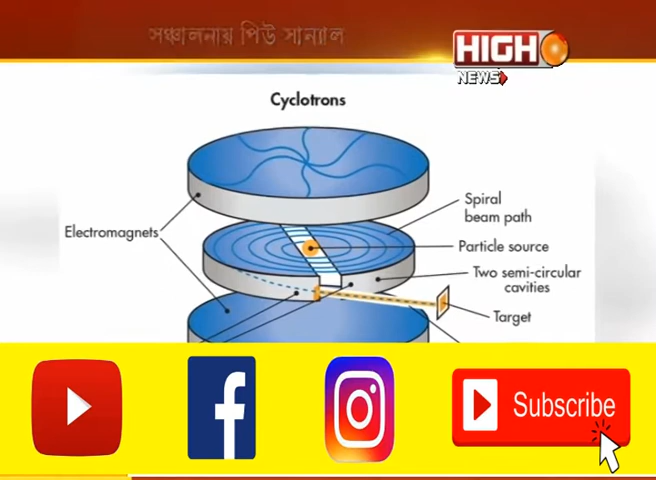 সঞ্চালনায় পিউ সান্যাল
HIGH
NEWS
Cyclotrons
Spiral
beam path
Electromagnets
Particle source
Two semi-circular
cavities
Target
Subscribe